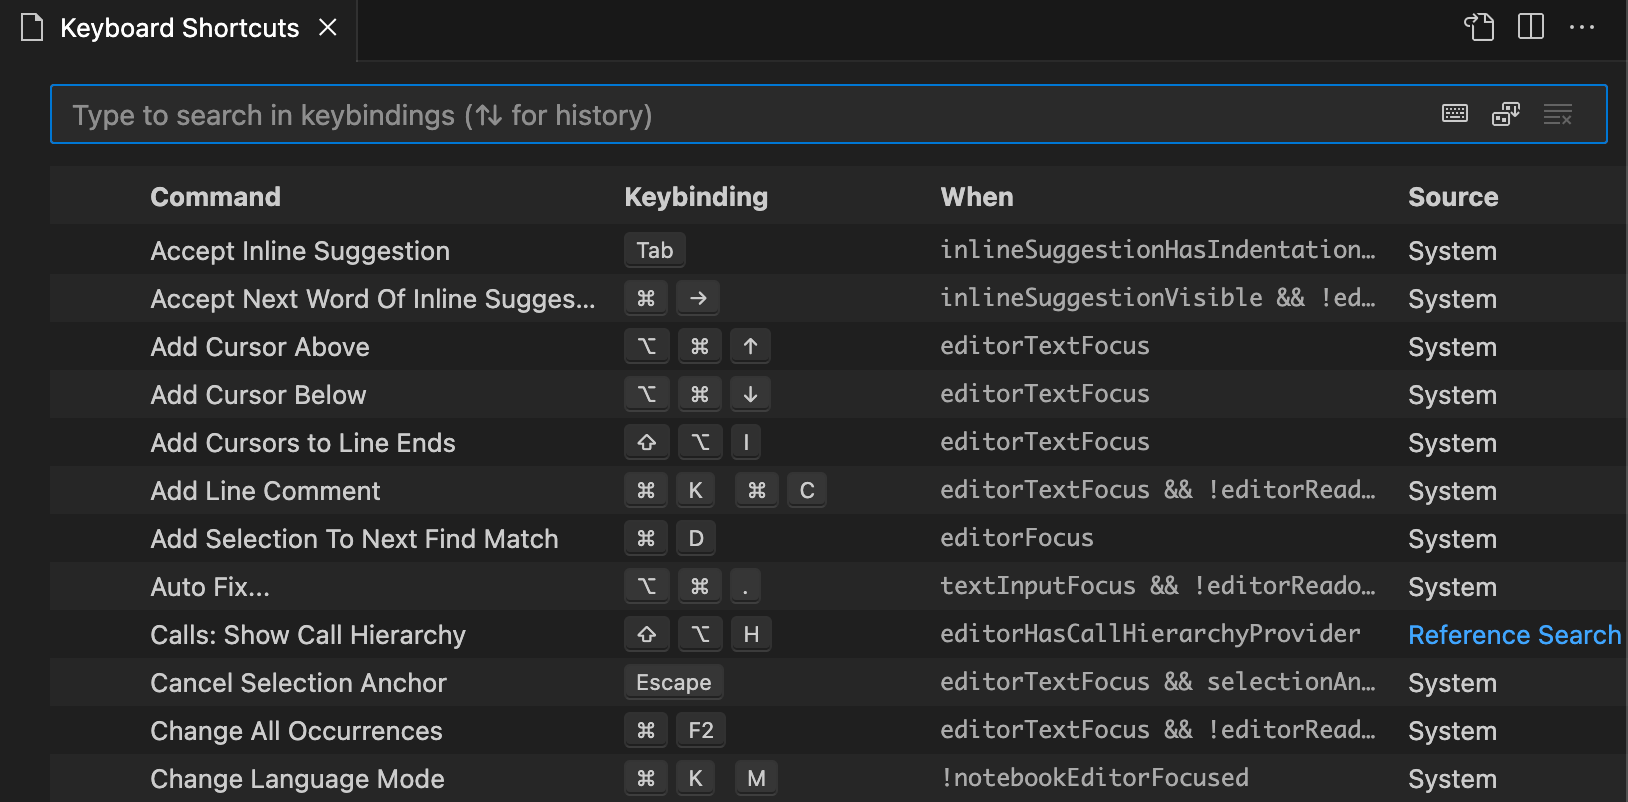 Keyboard Shortcuts
Type to search in keybindings (⇅ for history)
Command Keybinding When Source
Accept Inline Suggestion Tab inlineSuggestionHasIndentation… System
Accept Next Word Of Inline Sugges... ⌘ → inlineSuggestionVisible && !ed… System
Add Cursor Above ⌥ ⌘ ↑ editorTextFocus System
Add Cursor Below ⌥ ⌘ ↓ editorTextFocus System
Add Cursors to Line Ends ⇧ ⌥ I editorTextFocus System
Add Line Comment ⌘ K ⌘ C editorTextFocus && !editorRead… System
Add Selection To Next Find Match ⌘ D editorFocus System
Auto Fix... ⌥ ⌘ . textInputFocus && !editorReado… System
Calls: Show Call Hierarchy ⇧ ⌥ H editorHasCallHierarchyProvider Reference Search
Cancel Selection Anchor Escape editorTextFocus && selectionAn… System
Change All Occurrences ⌘ F2 editorTextFocus && !editorRead… System
Change Language Mode ⌘ K M !notebookEditorFocused System